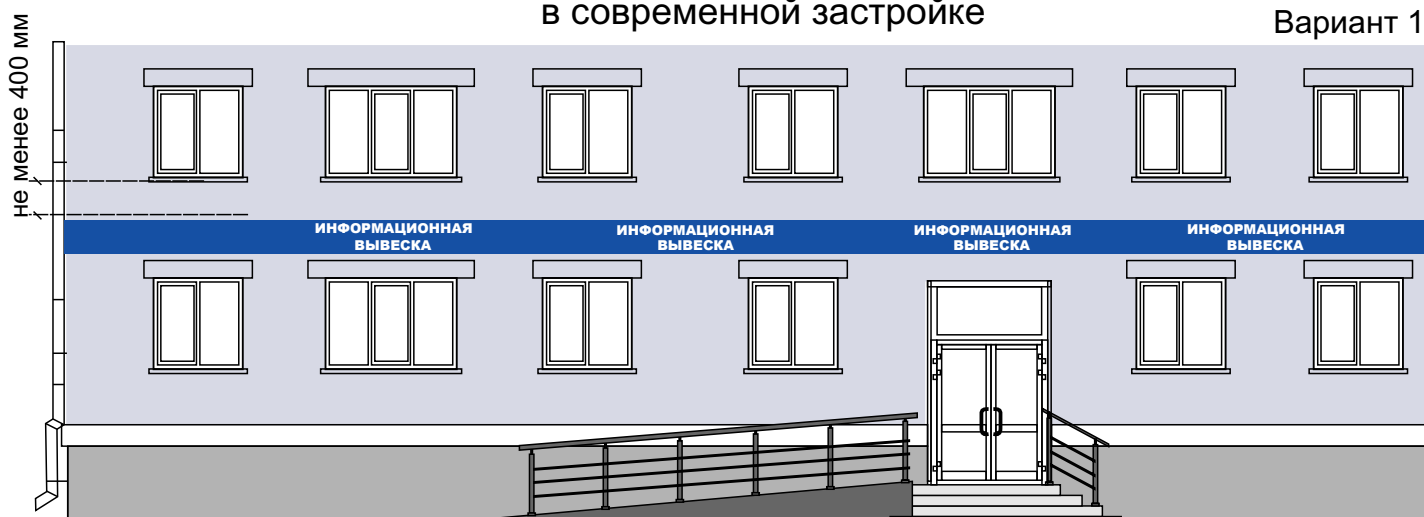 в современной застройке
Вариант 1
не менее 400 мм
ИНФОРМАЦИОННАЯ
ВЫВЕСКА
ИНФОРМАЦИОННАЯ
ВЫВЕСКА
ИНФОРМАЦИОННАЯ
ВЫВЕСКА
ИНФОРМАЦИОННАЯ
ВЫВЕСКА